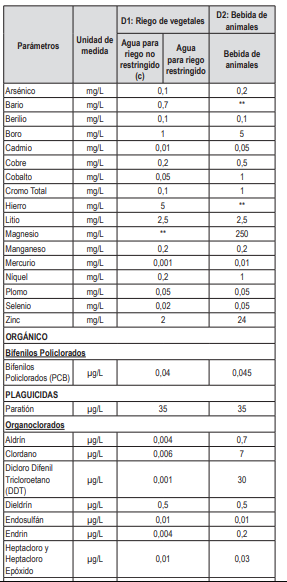 Parámetros | Unidad de medida | D1: Riego de vegetales | D2: Bebida de animales
Agua para riego no restringido (c) | Agua para riego restringido | Bebida de animales
Arsénico | mg/L | 0,1 | 0,2
Bario | mg/L | 0,7 | **
Berilio | mg/L | 0,1 | 0,1
Boro | mg/L | 1 | 5
Cadmio | mg/L | 0,01 | 0,05
Cobre | mg/L | 0,2 | 0,5
Cobalto | mg/L | 0,05 | 1
Cromo Total | mg/L | 0,1 | 1
Hierro | mg/L | 5 | **
Litio | mg/L | 2,5 | 2,5
Magnesio | mg/L | ** | 250
Manganeso | mg/L | 0,2 | 0,2
Mercurio | mg/L | 0,001 | 0,01
Níquel | mg/L | 0,2 | 1
Plomo | mg/L | 0,05 | 0,05
Selenio | mg/L | 0,02 | 0,05
Zinc | mg/L | 2 | 24
ORGÁNICO
Bifenilos Policlorados
Bifenilos Policlorados (PCB) | µg/L | 0,04 | 0,045
PLAGUICIDAS
Paratión | µg/L | 35 | 35
Organoclorados
Aldrín | µg/L | 0,004 | 0,7
Clordano | µg/L | 0,006 | 7
Dicloro Difenil Tricloroetano (DDT) | µg/L | 0,001 | 30
Dieldrín | µg/L | 0,5 | 0,5
Endosulfán | µg/L | 0,01 | 0,01
Endrin | µg/L | 0,004 | 0,2
Heptacloro y Heptacloro Epóxido | µg/L | 0,01 | 0,03